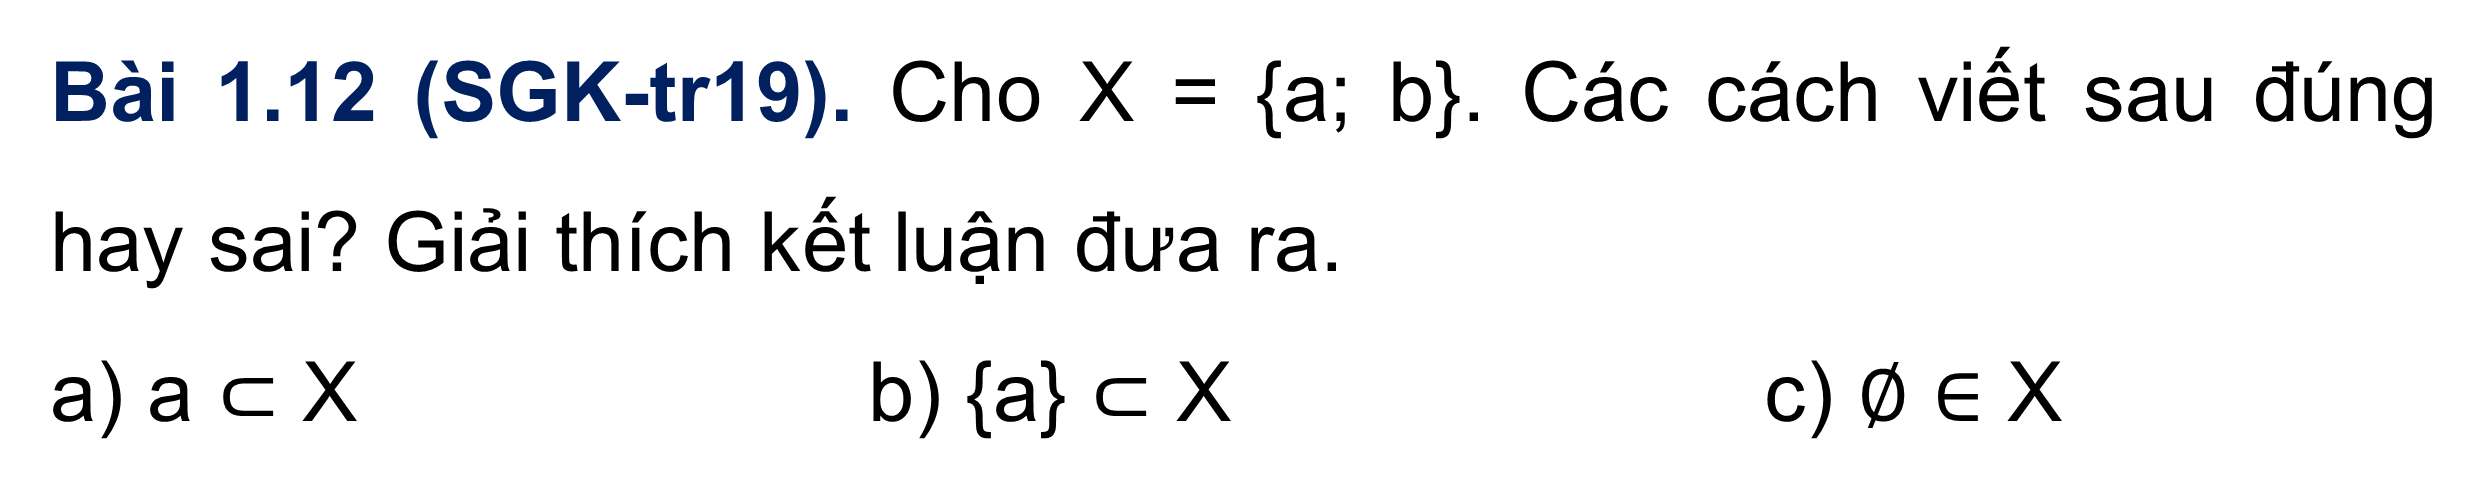 Bài 1.12 (SGK-tr19). Cho X = {a; b}. Các cách viết sau đúng
hay sai? Giải thích kết luận đưa ra.
a) a ⊂ X b) {a} ⊂ X c) ∅ ∈ X